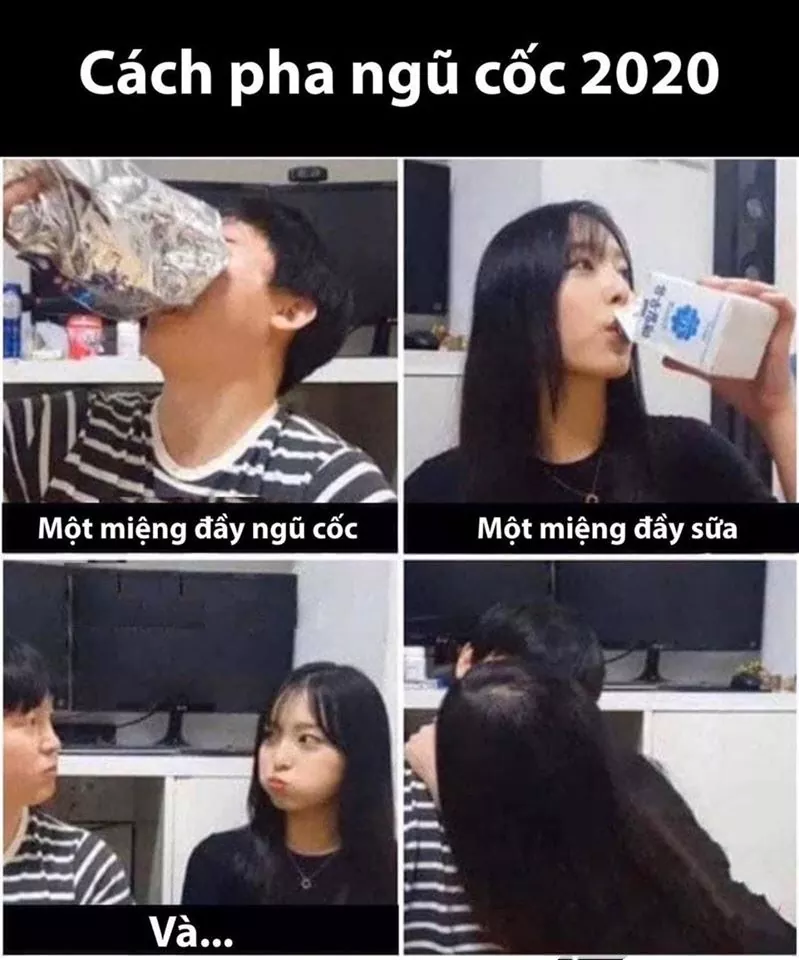 Cách pha ngũ cốc 2020
Một miệng đầy ngũ cốc
Một miệng đầy sữa
Và...